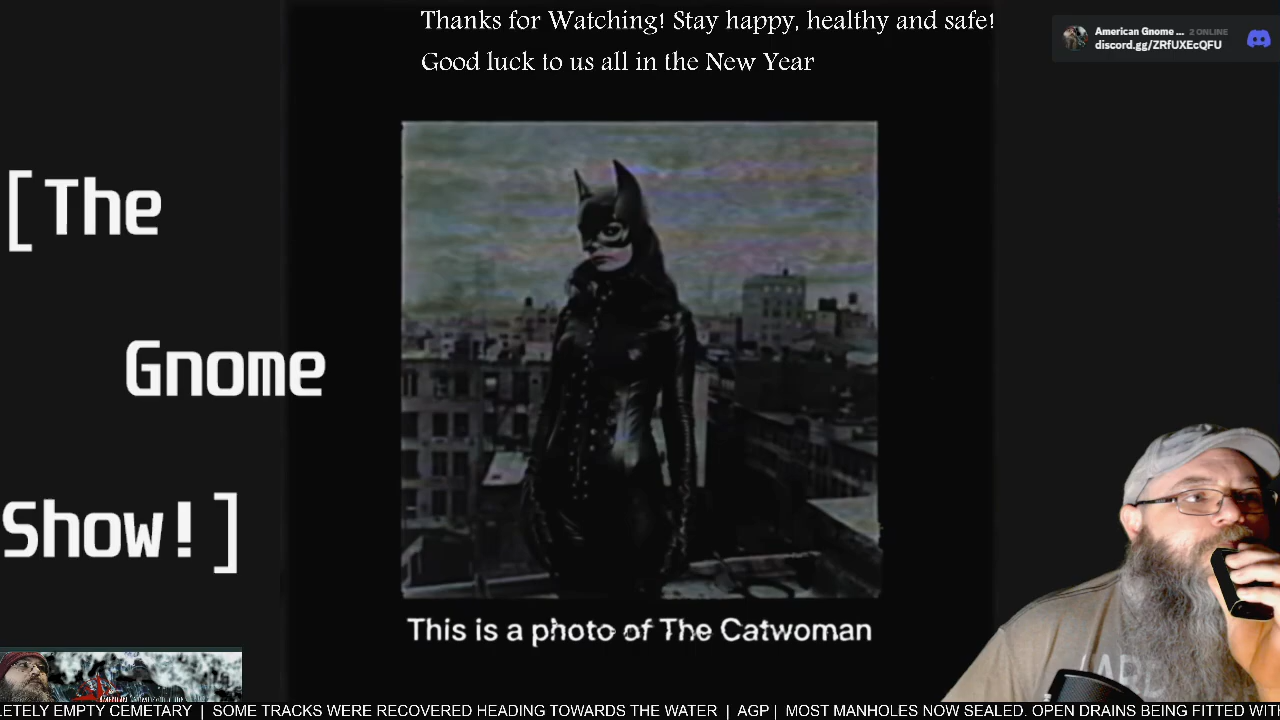 Thanks for Watching! Stay happy, healthy and safe!
Good luck to us all in the New Year
American Gnome ... 2 ONLINE
discord.gg/ZRfUXEcQFU
[The
Gnome
Show!]
This is a photo of The Catwoman
LETELY EMPTY CEMETARY | SOME TRACKS WERE RECOVERED HEADING TOWARDS THE WATER | AGP | MOST MANHOLES NOW SEALED. OPEN DRAINS BEING FITTED WITH